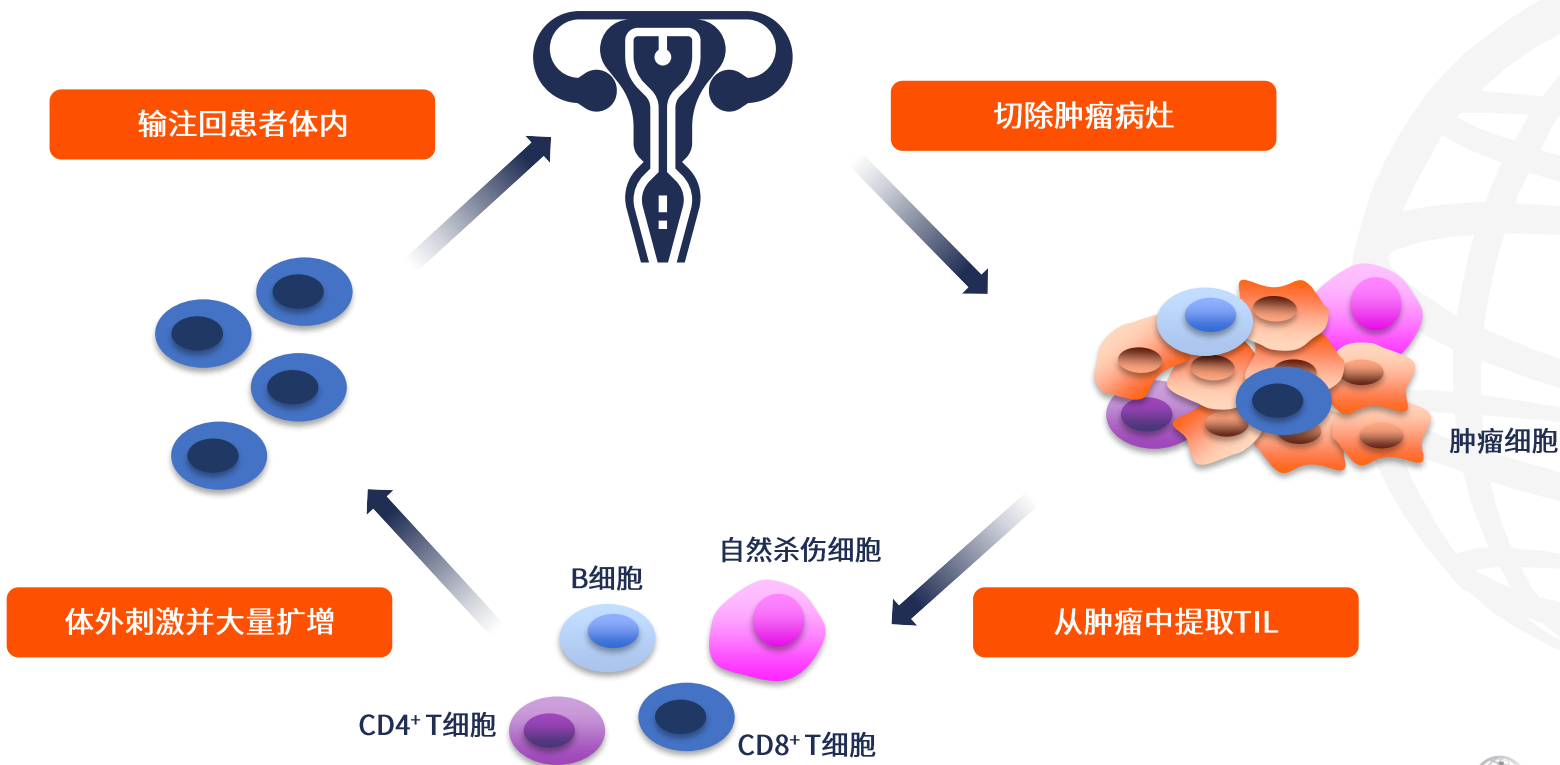 输注回患者体内
切除肿瘤病灶
肿瘤细胞
自然杀伤细胞
B细胞
体外刺激并大量扩增
从肿瘤中提取TIL
CD4⁺ T细胞
CD8⁺ T细胞